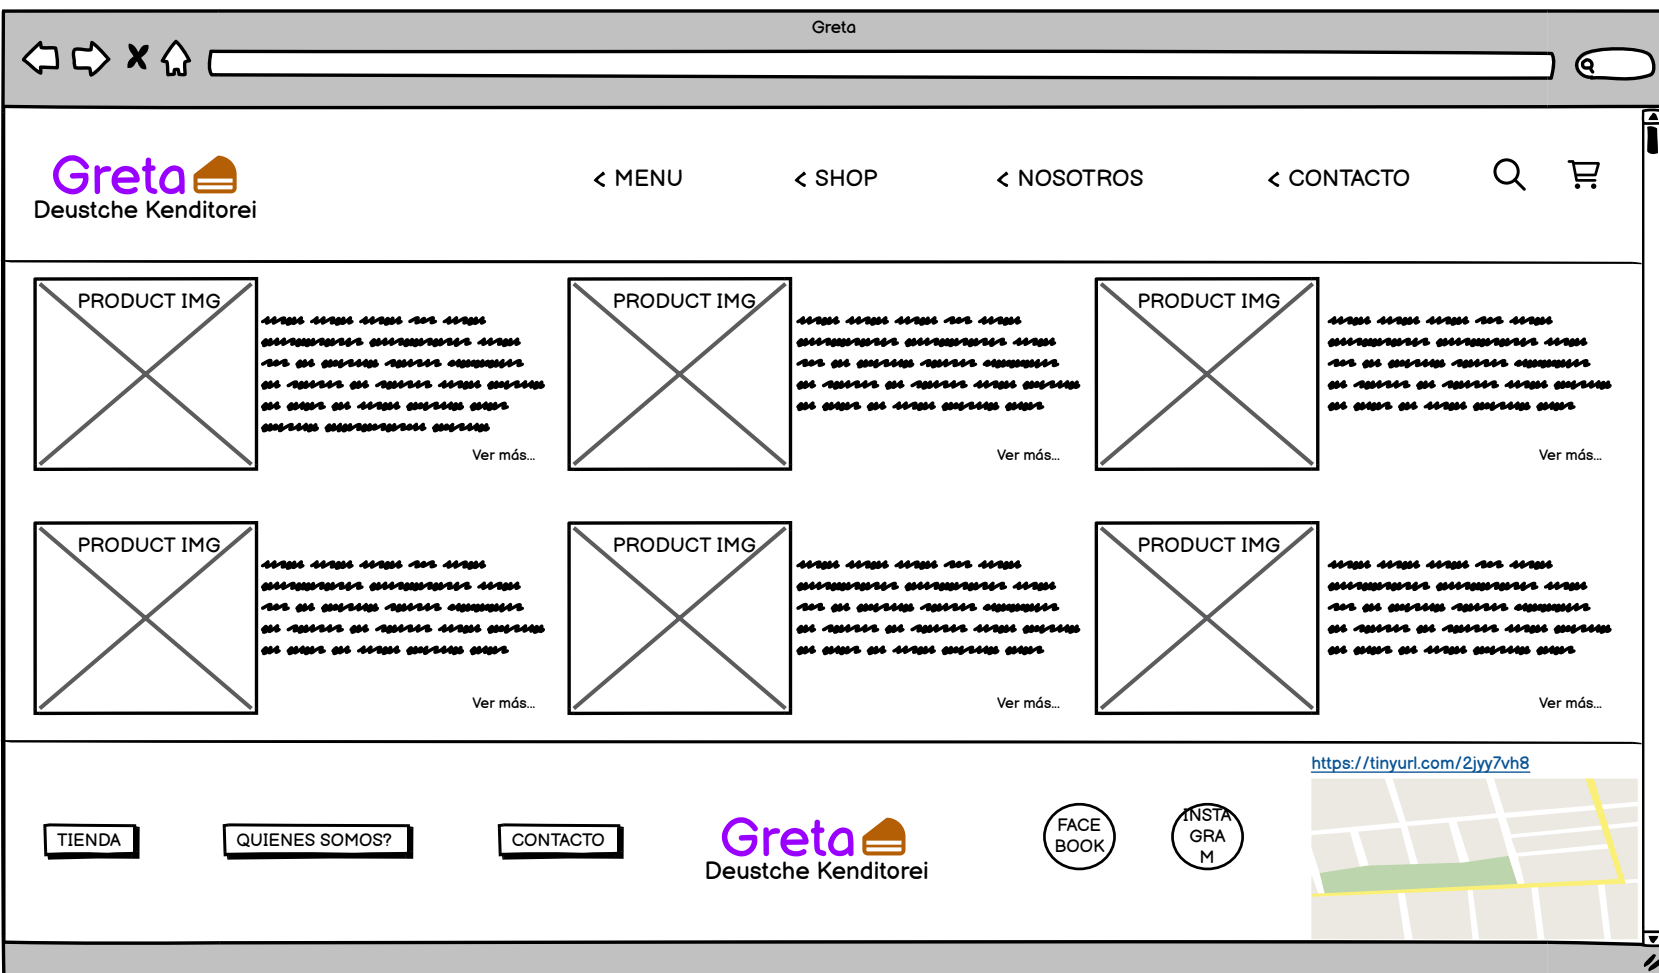 Greta
Greta
Deustche Kenditorei
< MENU
< SHOP
< NOSOTROS
< CONTACTO
PRODUCT IMG
Ver más...
PRODUCT IMG
Ver más...
PRODUCT IMG
Ver más...
PRODUCT IMG
Ver más...
PRODUCT IMG
Ver más...
PRODUCT IMG
Ver más...
TIENDA
QUIENES SOMOS?
CONTACTO
Greta
Deustche Kenditorei
FACE
BOOK
INSTA
GRA
M
https://tinyurl.com/2jyy7vh8